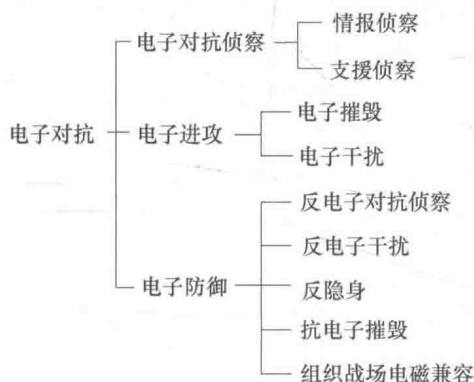 情报侦察
电子对抗侦察
支援侦察
电子摧毁
电子对抗
电子进攻
电子干扰
反电子对抗侦察
反电子干扰
电子防御
反隐身
抗电子摧毁
组织战场电磁兼容